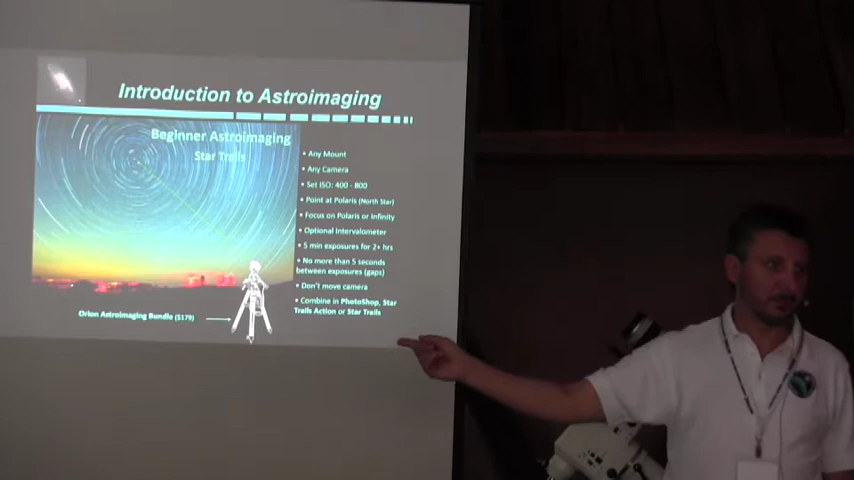 Introduction to Astroimaging
Beginner Astroimaging
Star Trails
• Any Mount
• Any Camera
• Set ISO: 400 - 800
• Point at Polaris (North Star)
• Focus on Polaris or Infinity
• Optional Intervalometer
• 5 min exposures for 2+ hrs
• No more than 5 seconds
between exposures (gaps)
• Don't move camera
• Combine in PhotoShop, Star
Trails Action or Star Trails
Orion Astroimaging Bundle ($179)